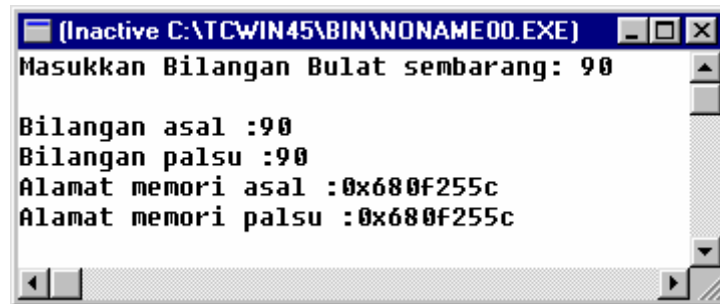 (Inactive C:\TCWIN45\BIN\NONAME00.EXE)
Masukkan Bilangan Bulat sembarang: 90
Bilangan asal :90
Bilangan palsu :90
Alamat memori asal :0x680f255c
Alamat memori palsu :0x680f255c